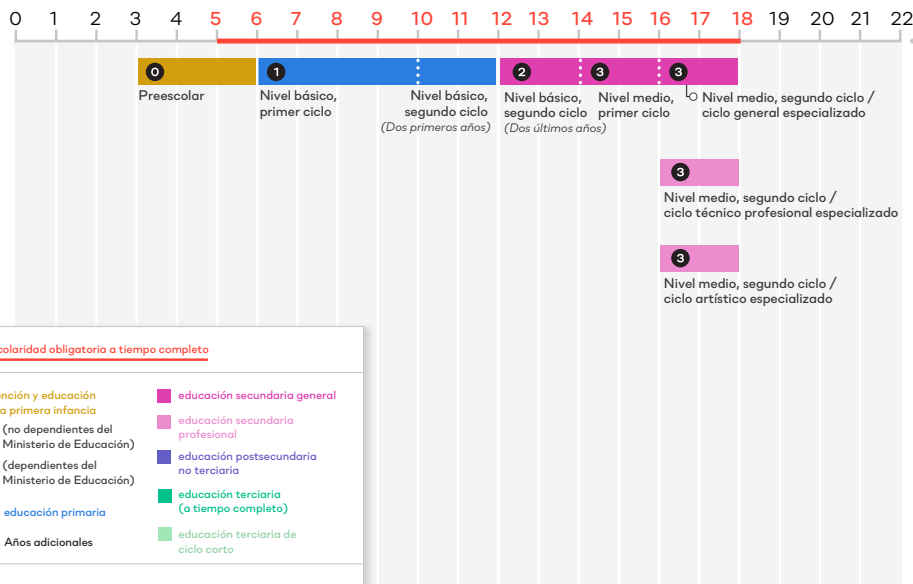 0 1 2 3 4 5 6 7 8 9 10 11 12 13 14 15 16 17 18 19 20 21 22
0 1 2 3 3
Preescolar
Nivel básico,
primer ciclo
Nivel básico,
segundo ciclo
(Dos primeros años)
Nivel básico,
segundo ciclo
(Dos últimos años)
Nivel medio,
primer ciclo
Nivel medio, segundo ciclo /
ciclo general especializado
3
Nivel medio, segundo ciclo /
ciclo técnico profesional especializado
3
Nivel medio, segundo ciclo /
ciclo artístico especializado
colaridad obligatoria a tiempo completo
nción y educación
a primera infancia
(no dependientes del
Ministerio de Educación)
(dependientes del
Ministerio de Educación)
educación primaria
Años adicionales
educación secundaria general
educación secundaria
profesional
educación postsecundaria
no terciaria
educación terciaria
(a tiempo completo)
educación terciaria de
ciclo corto